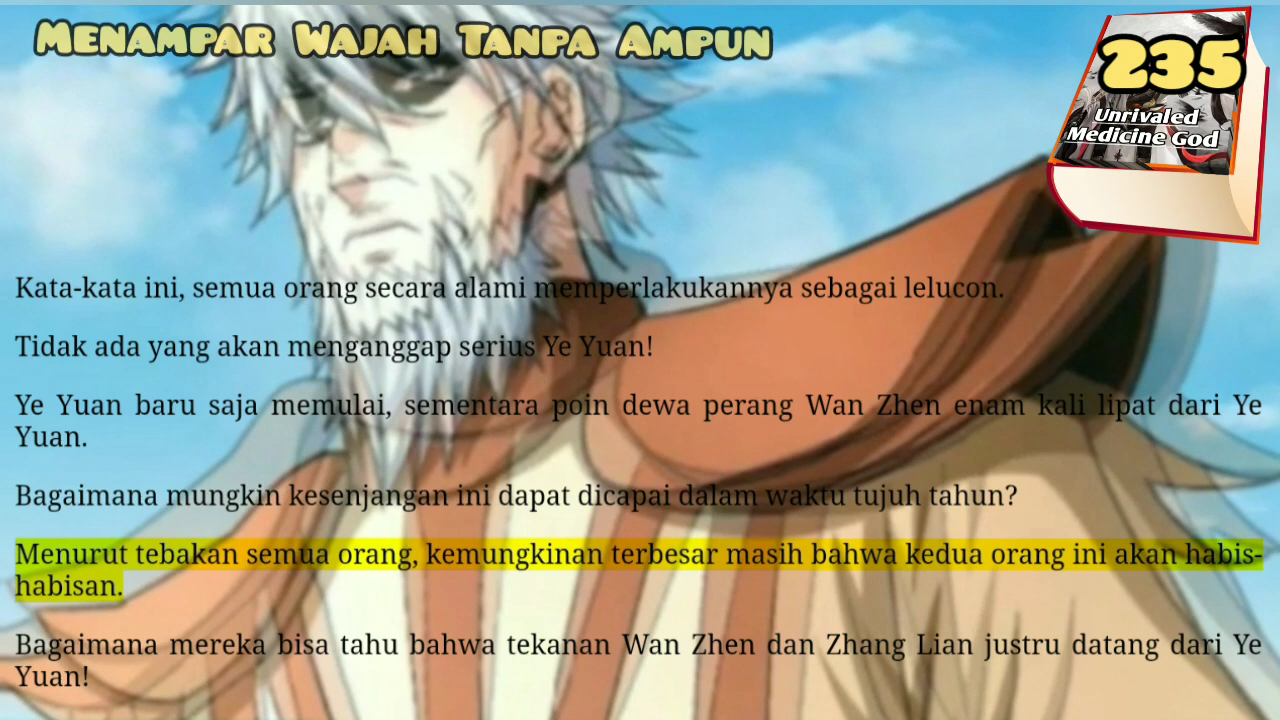 Menampar Wajah Tanpa Ampun
235
Unrivaled
Medicine God
Kata-kata ini, semua orang secara alami memperlakukannya sebagai lelucon.
Tidak ada yang akan menganggap serius Ye Yuan!
Ye Yuan baru saja memulai, sementara poin dewa perang Wan Zhen enam kali lipat dari Ye
Yuan.
Bagaimana mungkin kesenjangan ini dapat dicapai dalam waktu tujuh tahun?
Menurut tebakan semua orang, kemungkinan terbesar masih bahwa kedua orang ini akan habis-
habisan.
Bagaimana mereka bisa tahu bahwa tekanan Wan Zhen dan Zhang Lian justru datang dari Ye
Yuan!